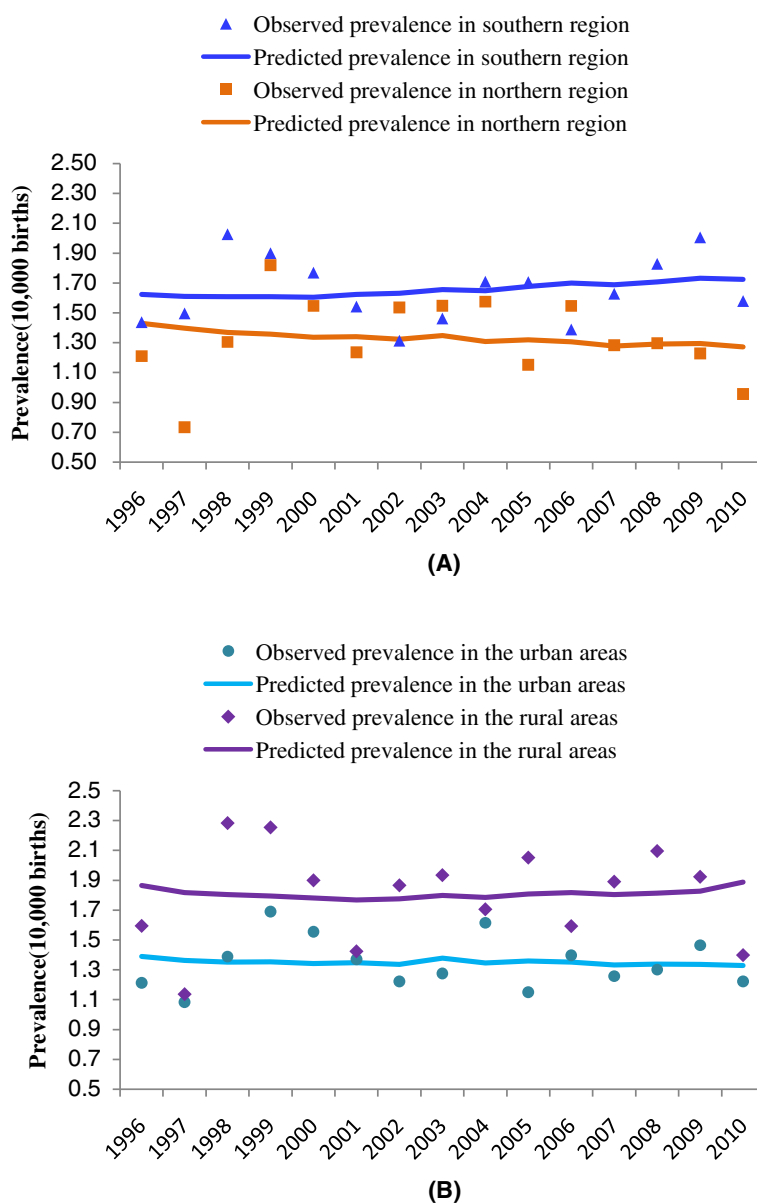 Observed prevalence in southern region
Predicted prevalence in southern region
Observed prevalence in northern region
Predicted prevalence in northern region
Prevalence(10,000 births)
2.50
2.30
2.10
1.90
1.70
1.50
1.30
1.10
0.90
0.70
0.50
1996 1997 1998 1999 2000 2001 2002 2003 2004 2005 2006 2007 2008 2009 2010
(A)
Observed prevalence in the urban areas
Predicted prevalence in the urban areas
Observed prevalence in the rural areas
Predicted prevalence in the rural areas
Prevalence(10,000 births)
2.5
2.3
2.1
1.9
1.7
1.5
1.3
1.1
0.9
0.7
0.5
1996 1997 1998 1999 2000 2001 2002 2003 2004 2005 2006 2007 2008 2009 2010
(B)